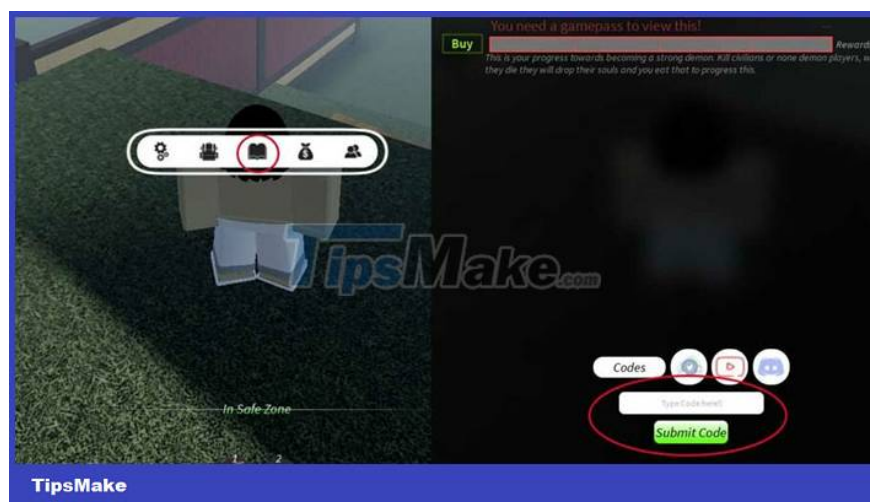 You need a gamepass to view this!
Buy
Rewards
This is your progress towards becoming a strong demon. Kill civilians or none demon players, w
they die they will drop their souls and you eat that to progress this.
TipsMake.com
Codes
Type Code here!!
Submit Code
In Safe Zone
1 2
TipsMake